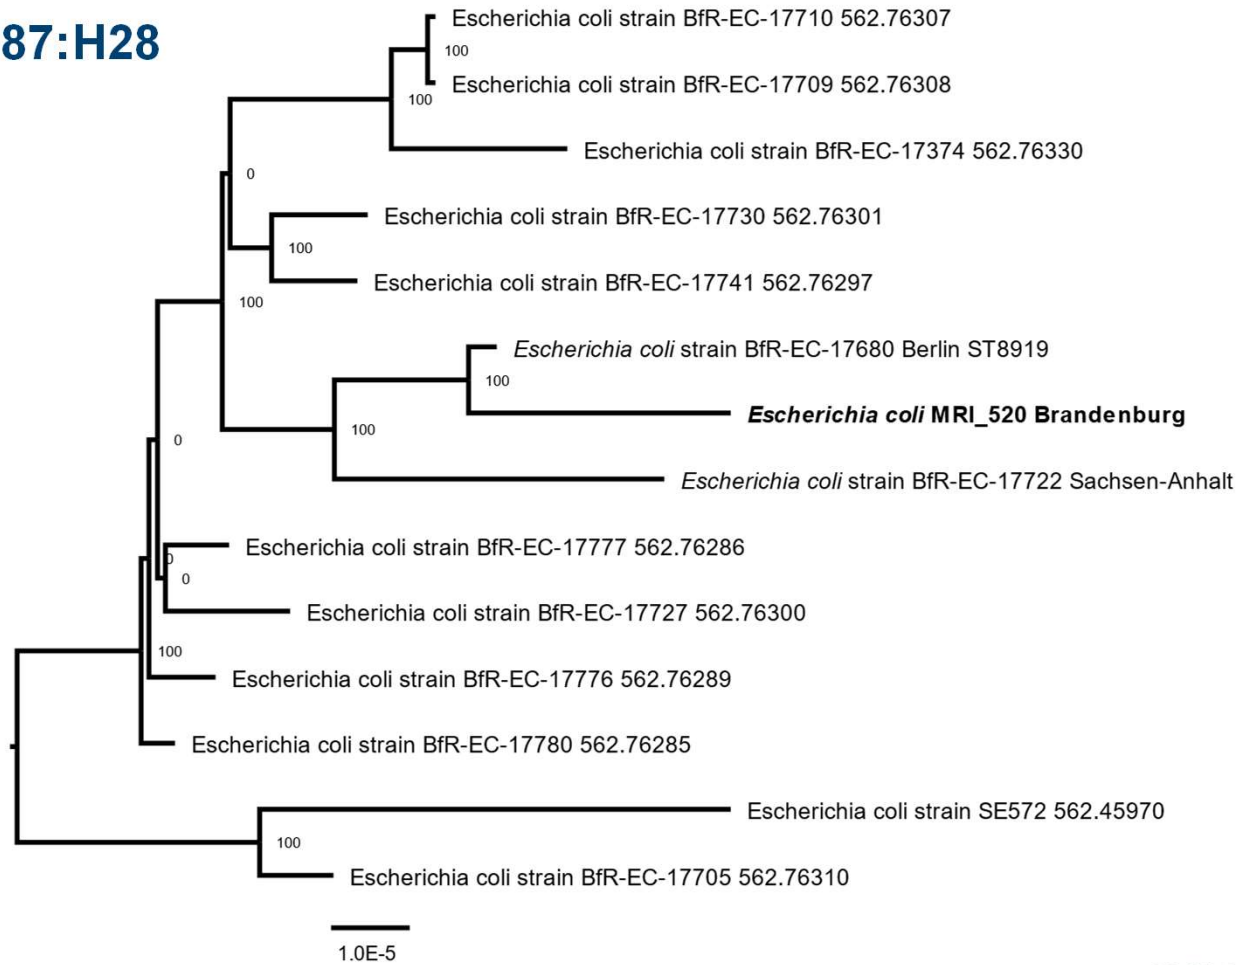 87:H28
Escherichia coli strain BfR-EC-17710 562.76307
100
Escherichia coli strain BfR-EC-17709 562.76308
100
Escherichia coli strain BfR-EC-17374 562.76330
0
Escherichia coli strain BfR-EC-17730 562.76301
100
Escherichia coli strain BfR-EC-17741 562.76297
100
Escherichia coli strain BfR-EC-17680 Berlin ST8919
100
Escherichia coli MRI_520 Brandenburg
100
0
Escherichia coli strain BfR-EC-17722 Sachsen-Anhalt
Escherichia coli strain BfR-EC-17777 562.76286
0
0
Escherichia coli strain BfR-EC-17727 562.76300
100
Escherichia coli strain BfR-EC-17776 562.76289
Escherichia coli strain BfR-EC-17780 562.76285
Escherichia coli strain SE572 562.45970
100
Escherichia coli strain BfR-EC-17705 562.76310
1.0E-5